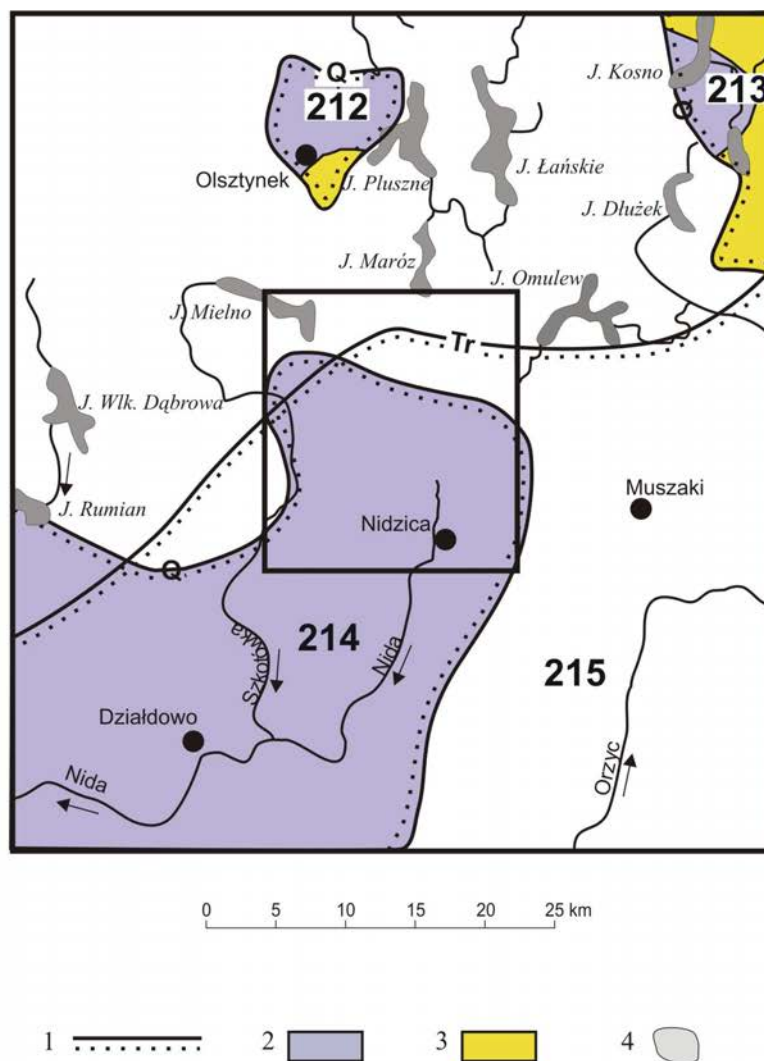 Q
212
Olsztynek
J. Pluszne
J. Łańskie
J. Kosno
213
Q
J. Dłużek
J. Maróz
J. Omulew
J. Mielno
Tr
J. Wlk. Dąbrowa
J. Rumian
Q
Nidzica
Muszaki
214
215
Szkotówka
Nida
Działdowo
Nida
Orzyc
0 5 10 15 20 25 km
1 2 3 4